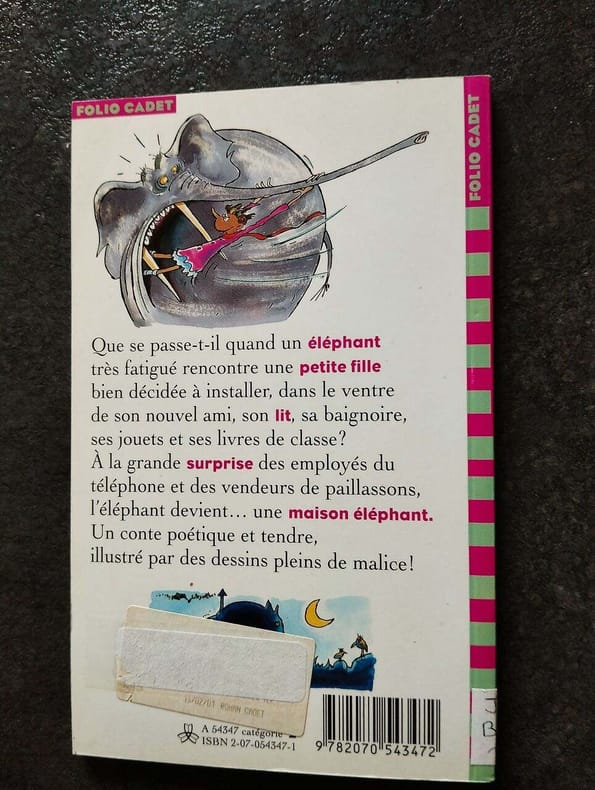 FOLIO CADET
FOLIO CADET
Que se passe-t-il quand un éléphant
très fatigué rencontre une petite fille
bien décidée à installer, dans le ventre
de son nouvel ami, son lit, sa baignoire,
ses jouets et ses livres de classe?
À la grande surprise des employés du
téléphone et des vendeurs de paillassons,
l'éléphant devient... une maison éléphant.
Un conte poétique et tendre,
illustré par des dessins pleins de malice!
ROMAN CADET
A 54347 catégorie
ISBN 2-07-054347-1
9 782070 543472